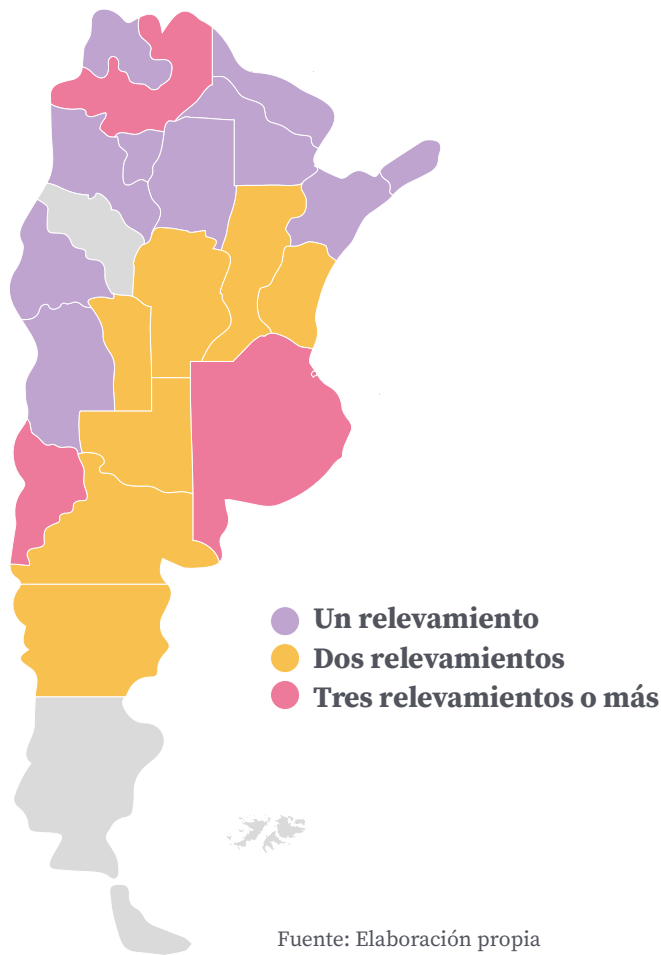 Un relevamiento
Dos relevamientos
Tres relevamientos o más
Fuente: Elaboración propia